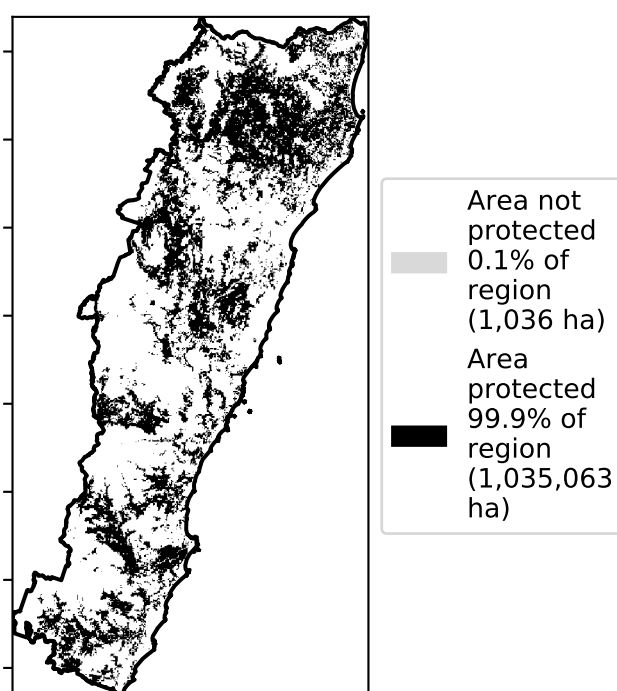 Area not
protected
0.1% of
region
(1,036 ha)
Area
protected
99.9% of
region
(1,035,063
ha)